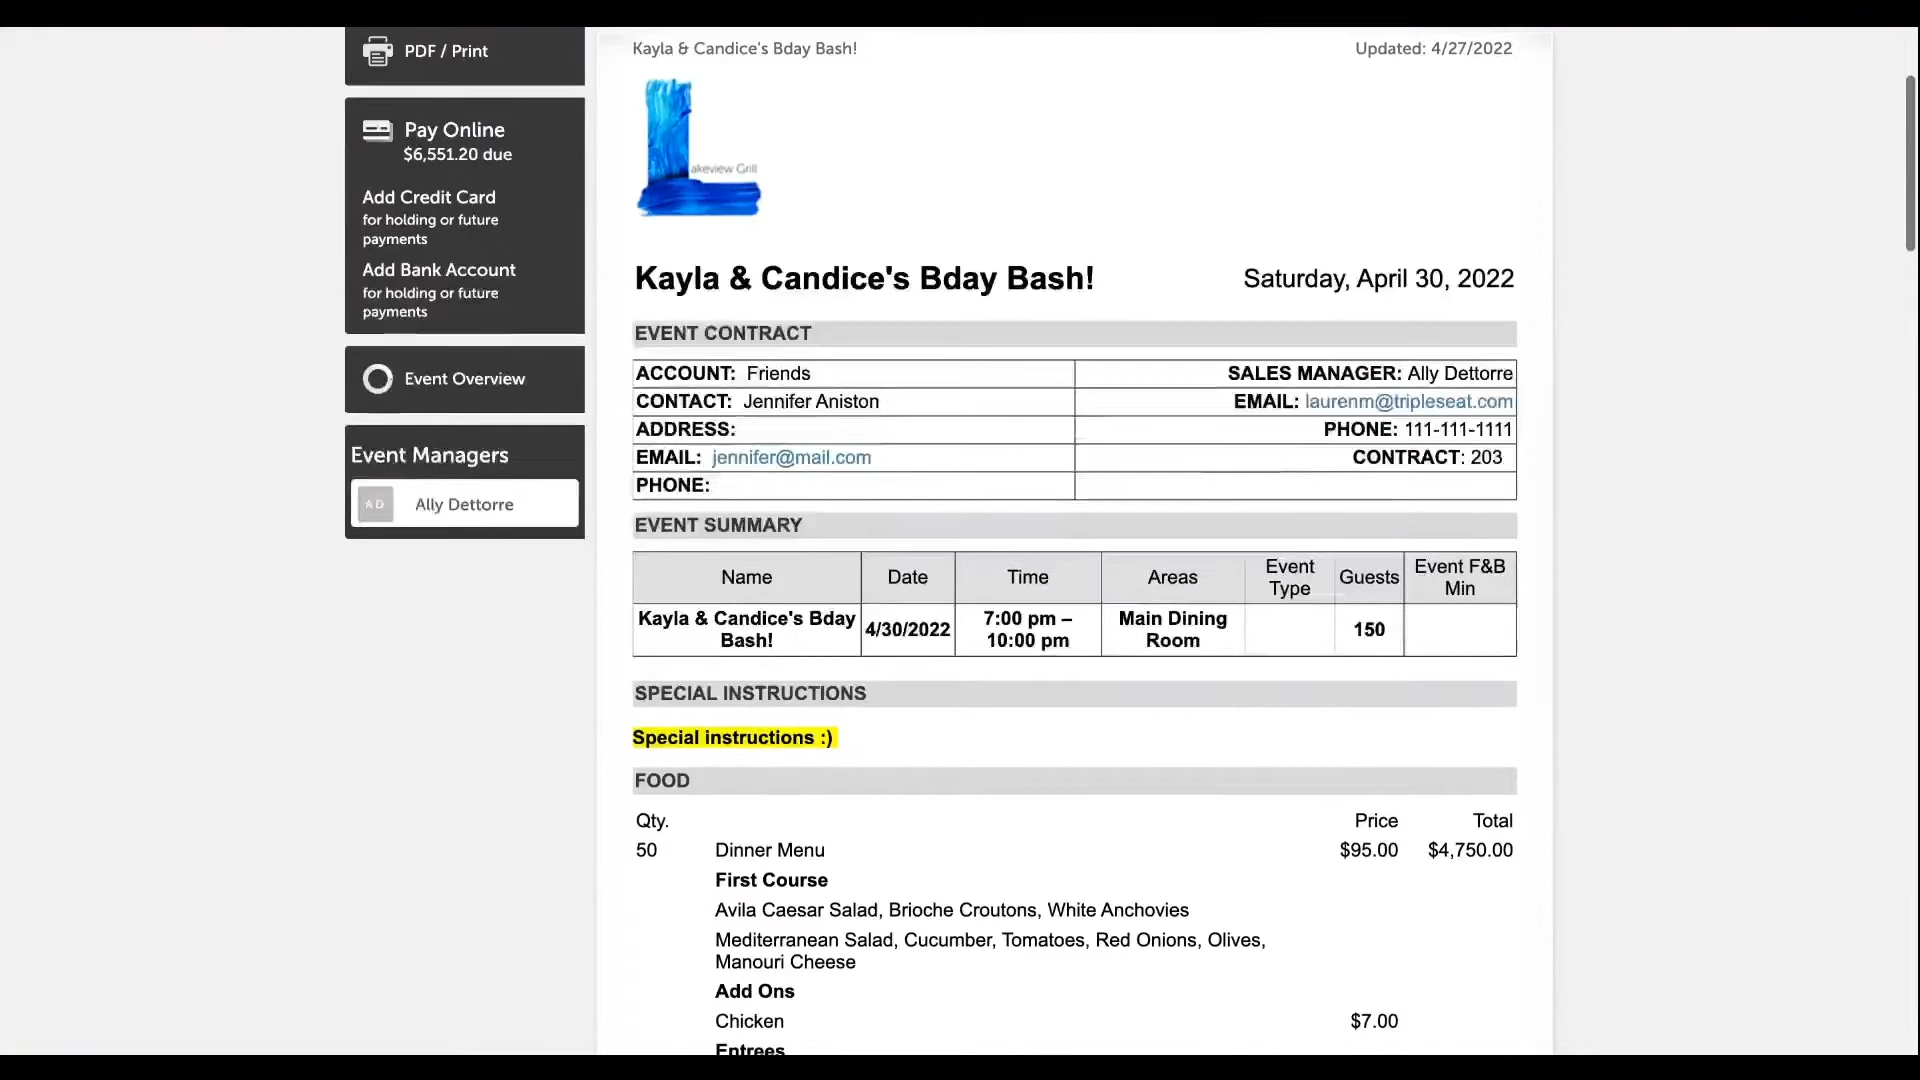 PDF / Print
Pay Online
$6,551.20 due
Add Credit Card
for holding or future
payments
Add Bank Account
for holding or future
payments
Event Overview
Event Managers
AD
Ally Dettorre
Kayla & Candice's Bday Bash!
Updated: 4/27/2022
Lakeview Grill
Kayla & Candice's Bday Bash!
Saturday, April 30, 2022
EVENT CONTRACT
ACCOUNT: Friends
SALES MANAGER: Ally Dettorre
CONTACT: Jennifer Aniston
EMAIL: laurenm@tripleseat.com
ADDRESS:
PHONE: 111-111-1111
EMAIL: jennifer@mail.com
CONTRACT: 203
PHONE:
EVENT SUMMARY
Name Date Time Areas Event Type Guests Event F&B Min
Kayla & Candice's Bday Bash! 4/30/2022 7:00 pm – 10:00 pm Main Dining Room 150
SPECIAL INSTRUCTIONS
Special instructions :)
FOOD
Qty. Price Total
50 Dinner Menu $95.00 $4,750.00
First Course
Avila Caesar Salad, Brioche Croutons, White Anchovies
Mediterranean Salad, Cucumber, Tomatoes, Red Onions, Olives,
Manouri Cheese
Add Ons
Chicken $7.00
Entrees